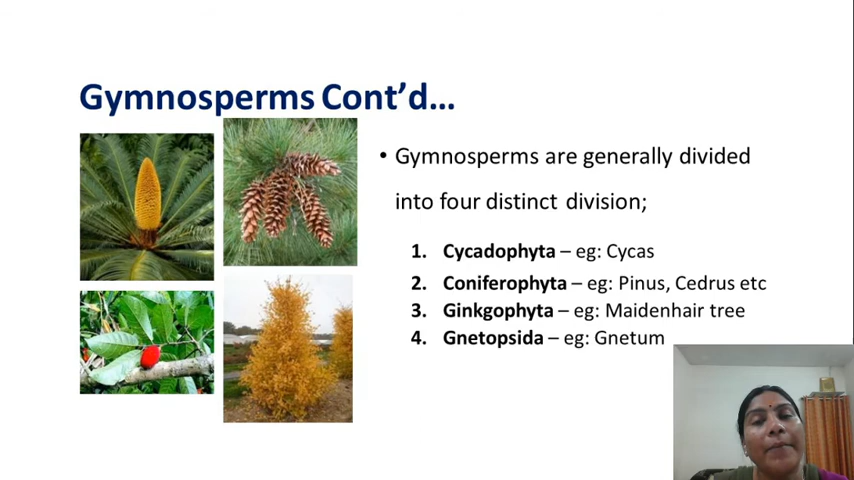 Gymnosperms Cont’d…
• Gymnosperms are generally divided
into four distinct division;
1. Cycadophyta – eg: Cycas
2. Coniferophyta – eg: Pinus, Cedrus etc
3. Ginkgophyta – eg: Maidenhair tree
4. Gnetopsida – eg: Gnetum